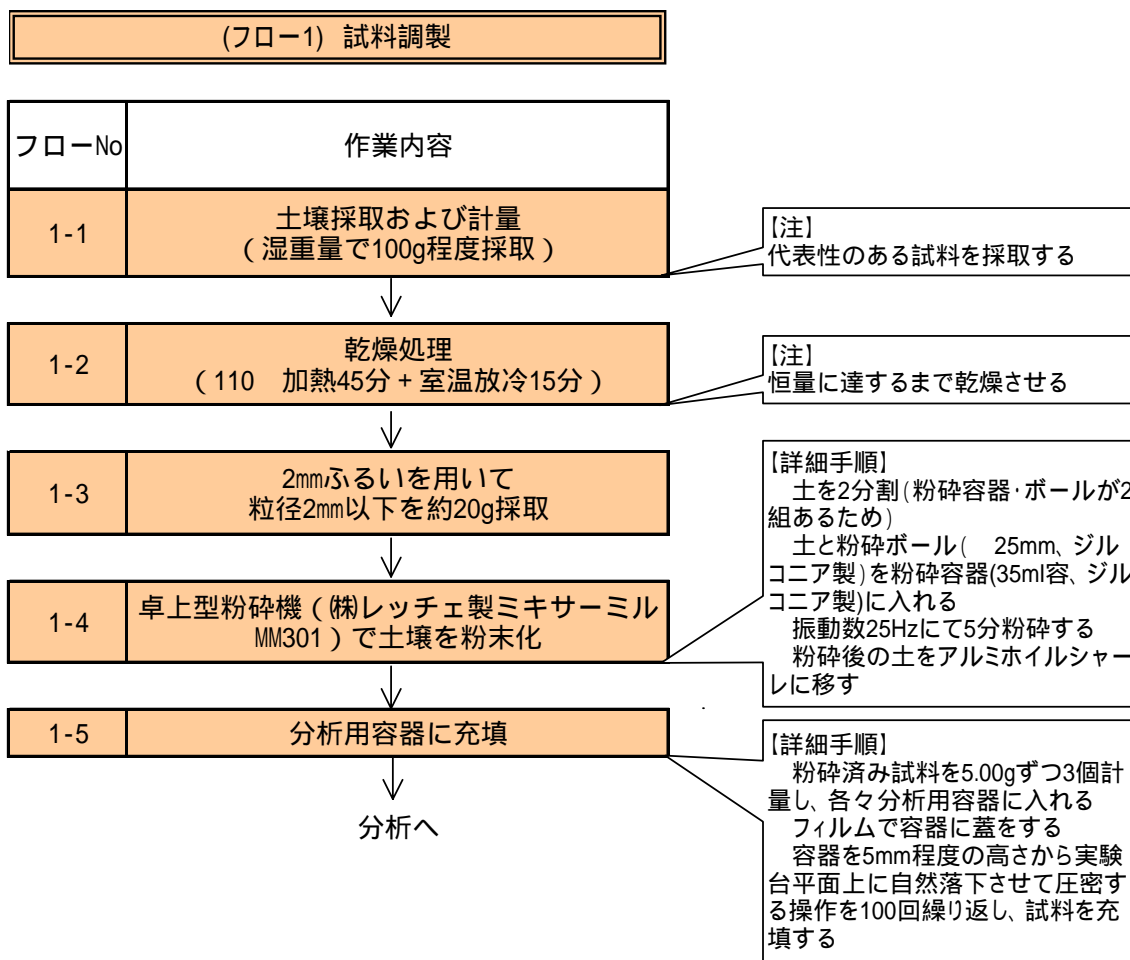 (フロー1) 試料調製
フローNo
作業内容
1-1
土壌採取および計量
（湿重量で100g程度採取）
【注】
代表性のある試料を採取する
1-2
乾燥処理
（110　加熱45分＋室温放冷15分）
【注】
恒量に達するまで乾燥させる
1-3
2㎜ふるいを用いて
粒径2㎜以下を約20g採取
1-4
卓上型粉砕機（㈱レッチェ製ミキサーミル
MM301）で土壌を粉末化
【詳細手順】
土を2分割(粉砕容器・ボールが2
組あるため)
土と粉砕ボール(　25mm、ジル
コニア製)を粉砕容器(35ml容、ジル
コニア製)に入れる
振動数25Hzにて5分粉砕する
粉砕後の土をアルミホイルシャー
レに移す
1-5
分析用容器に充填
【詳細手順】
粉砕済み試料を5.00gずつ3個計
量し、各々分析用容器に入れる
フィルムで容器に蓋をする
容器を5mm程度の高さから実験
台平面上に自然落下させて圧密す
る操作を100回繰り返し、試料を充
填する
分析へ